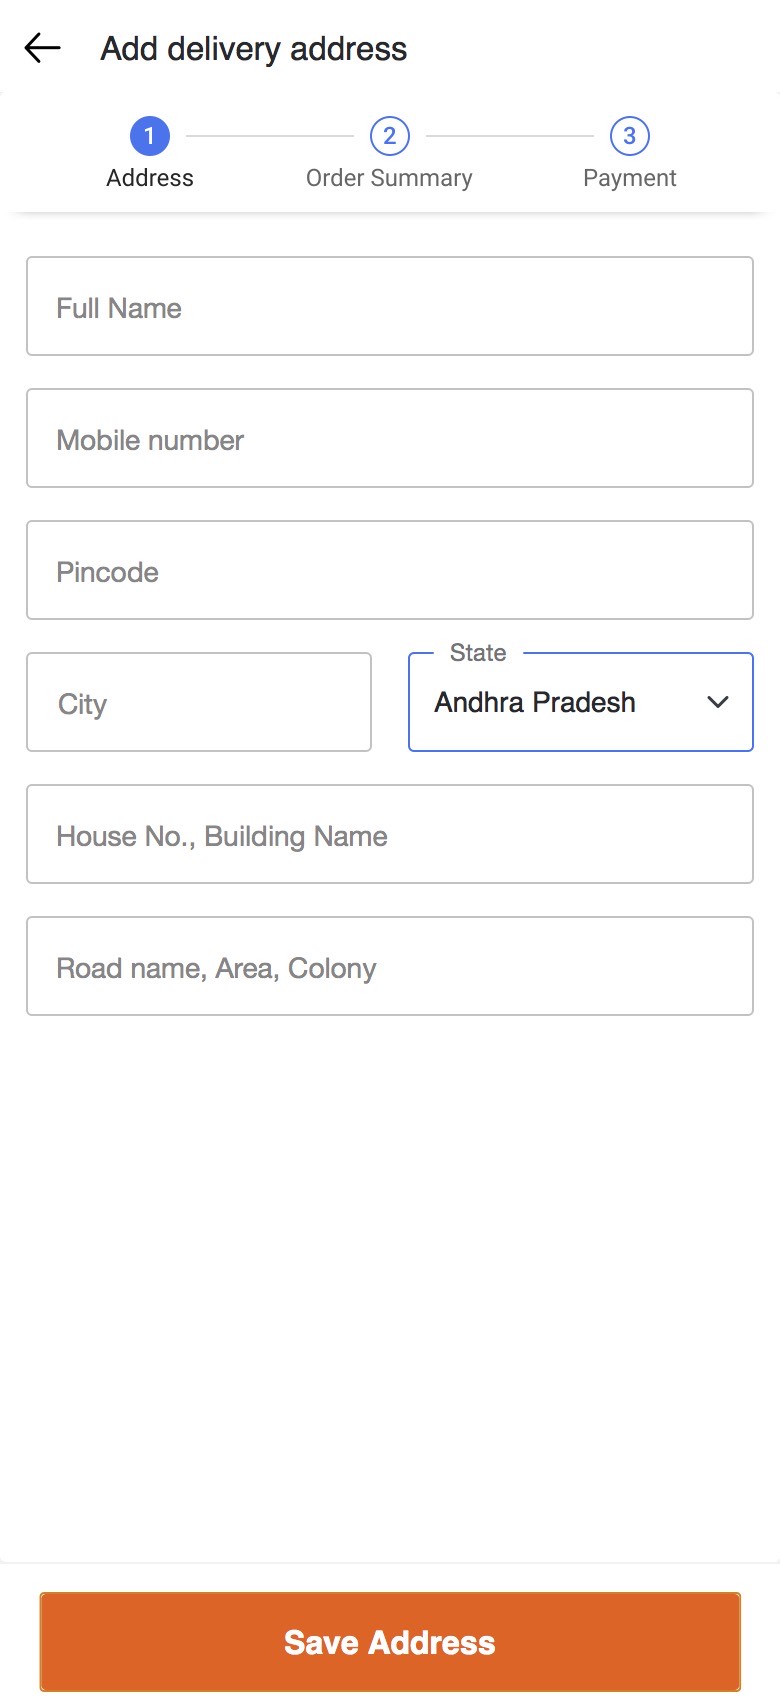 Add delivery address
1 2 3
Address Order Summary Payment
Full Name
Mobile number
Pincode
State
City Andhra Pradesh
House No., Building Name
Road name, Area, Colony
Save Address